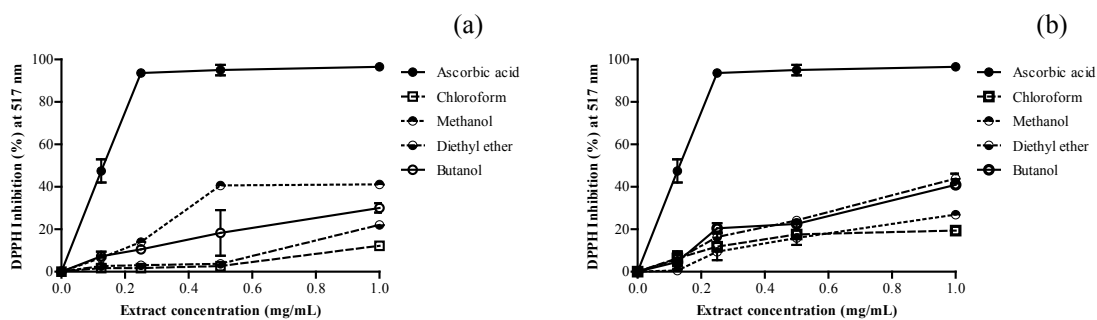 (a)
DPPH Inhibition (%) at 517 nm
100
80
60
40
20
0
0.0 0.2 0.4 0.6 0.8 1.0
Extract concentration (mg/mL)
Ascorbic acid
Chloroform
Methanol
Diethyl ether
Butanol
(b)
DPPH Inhibition (%) at 517 nm
100
80
60
40
20
0
0.0 0.2 0.4 0.6 0.8 1.0
Extract concentration (mg/mL)
Ascorbic acid
Chloroform
Methanol
Diethyl ether
Butanol